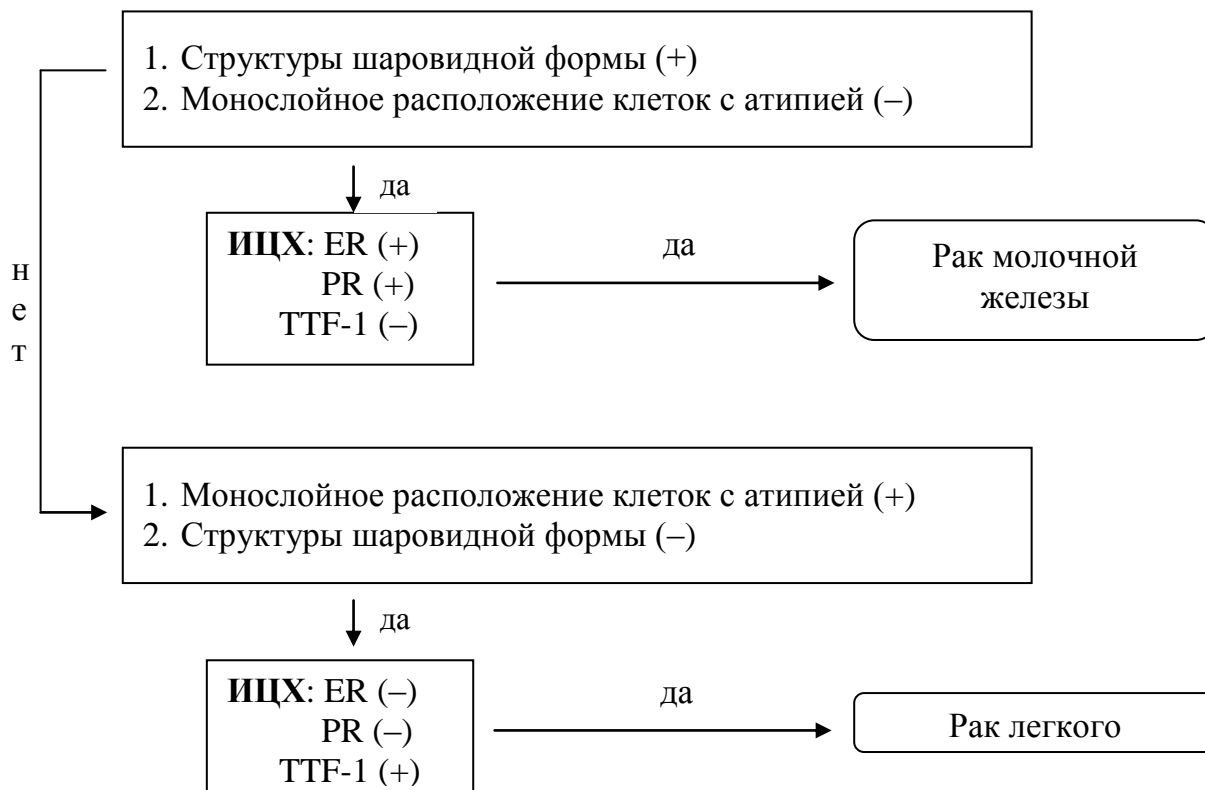 1. Структуры шаровидной формы (+)
2. Монослойное расположение клеток с атипией (–)
да
ИЦХ: ER (+)
PR (+)
TTF-1 (–)
да
Рак молочной
железы
н
е
т
1. Монослойное расположение клеток с атипией (+)
2. Структуры шаровидной формы (–)
да
ИЦХ: ER (–)
PR (–)
TTF-1 (+)
да
Рак легкого